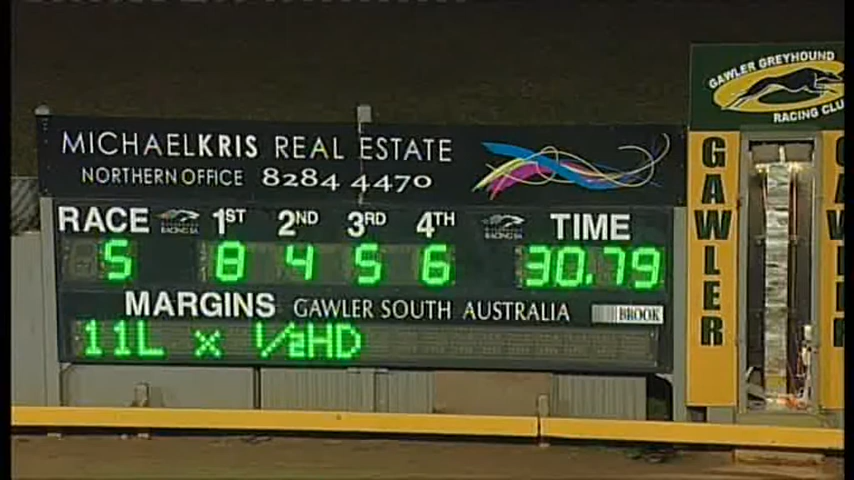 GAWLER GREYHOUND
RACING CLUB
MICHAELKRIS REAL ESTATE
NORTHERN OFFICE 8284 4470
RACE 1ST 2ND 3RD 4TH TIME
5 8 4 5 6 30.79
MARGINS GAWLER SOUTH AUSTRALIA BROOK
11L x 1/2HD
GAWLER
GAWLER